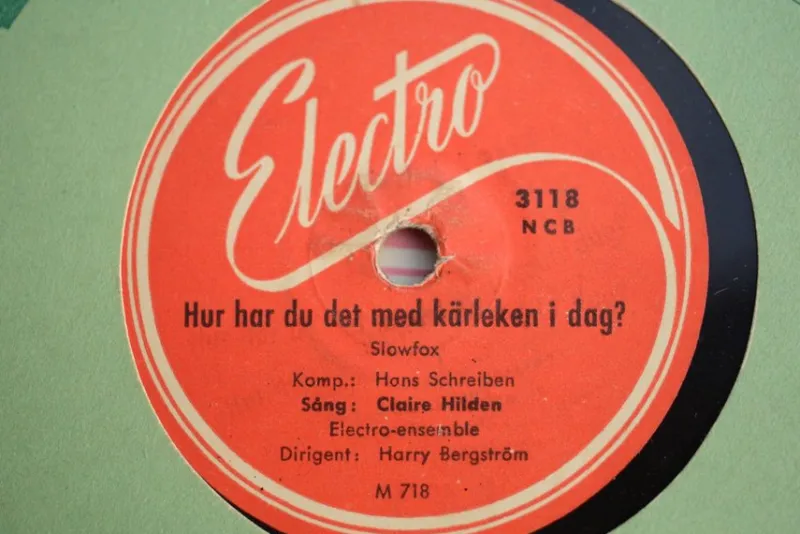 Electro
3118
NCB
Hur har du det med kärleken i dag?
Slowfox
Komp.: Hans Schreiben
Sång: Claire Hilden
Electro-ensemble
Dirigent: Harry Bergström
M 718